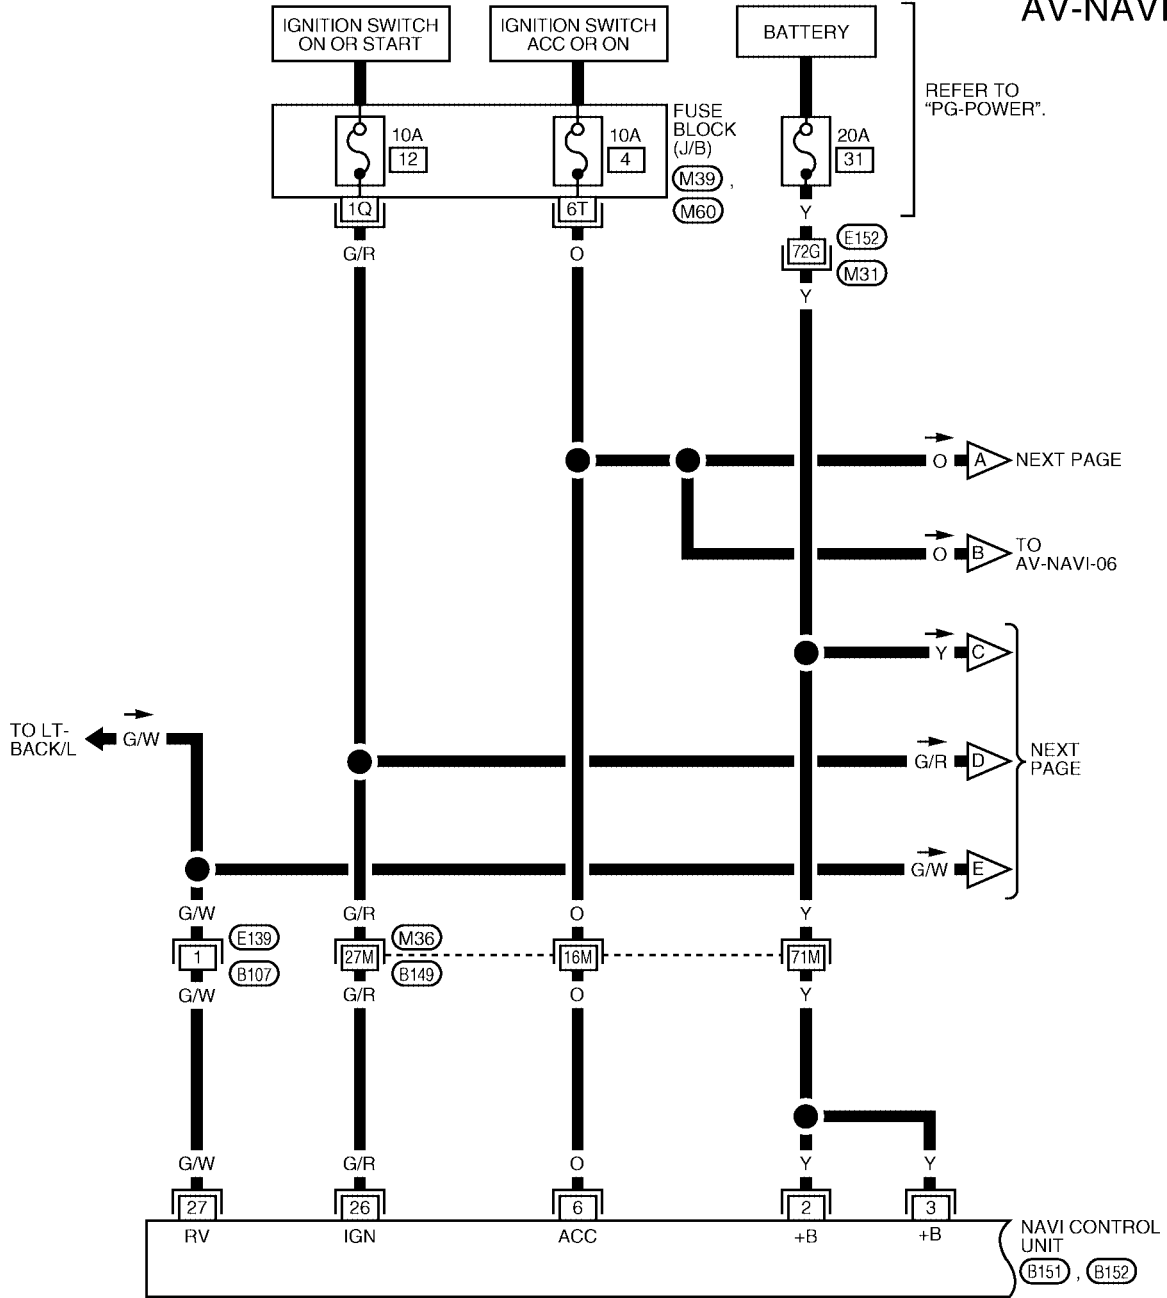 AV-NAVI
IGNITION SWITCH
ON OR START
IGNITION SWITCH
ACC OR ON
BATTERY
REFER TO
“PG-POWER”.
FUSE
BLOCK
(J/B)
M39 ,
M60
10A
12
10A
4
20A
31
1Q
6T
Y
G/R
O
72G
E152
M31
Y
O
A
NEXT PAGE
O
B
TO
AV-NAVI-06
Y
C
TO LT-
BACK/L
G/W
G/R
D
NEXT
PAGE
G/W
E
G/W
G/R
O
Y
1
E139
B107
27M
M36
B149
16M
71M
G/W
G/R
O
Y
G/W
G/R
O
Y
Y
27
26
6
2
3
RV
IGN
ACC
+B
+B
NAVI CONTROL
UNIT
B151 , B152